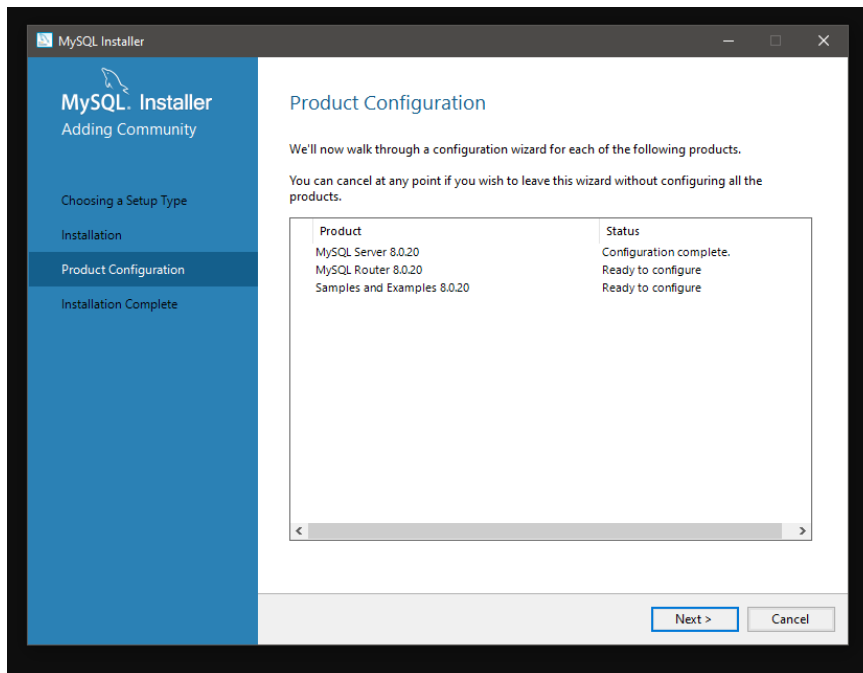 MySQL Installer
MySQL. Installer
Adding Community
Choosing a Setup Type
Installation
Product Configuration
Installation Complete
Product Configuration
We'll now walk through a configuration wizard for each of the following products.
You can cancel at any point if you wish to leave this wizard without configuring all the
products.
Product Status
MySQL Server 8.0.20 Configuration complete.
MySQL Router 8.0.20 Ready to configure
Samples and Examples 8.0.20 Ready to configure
Next > Cancel